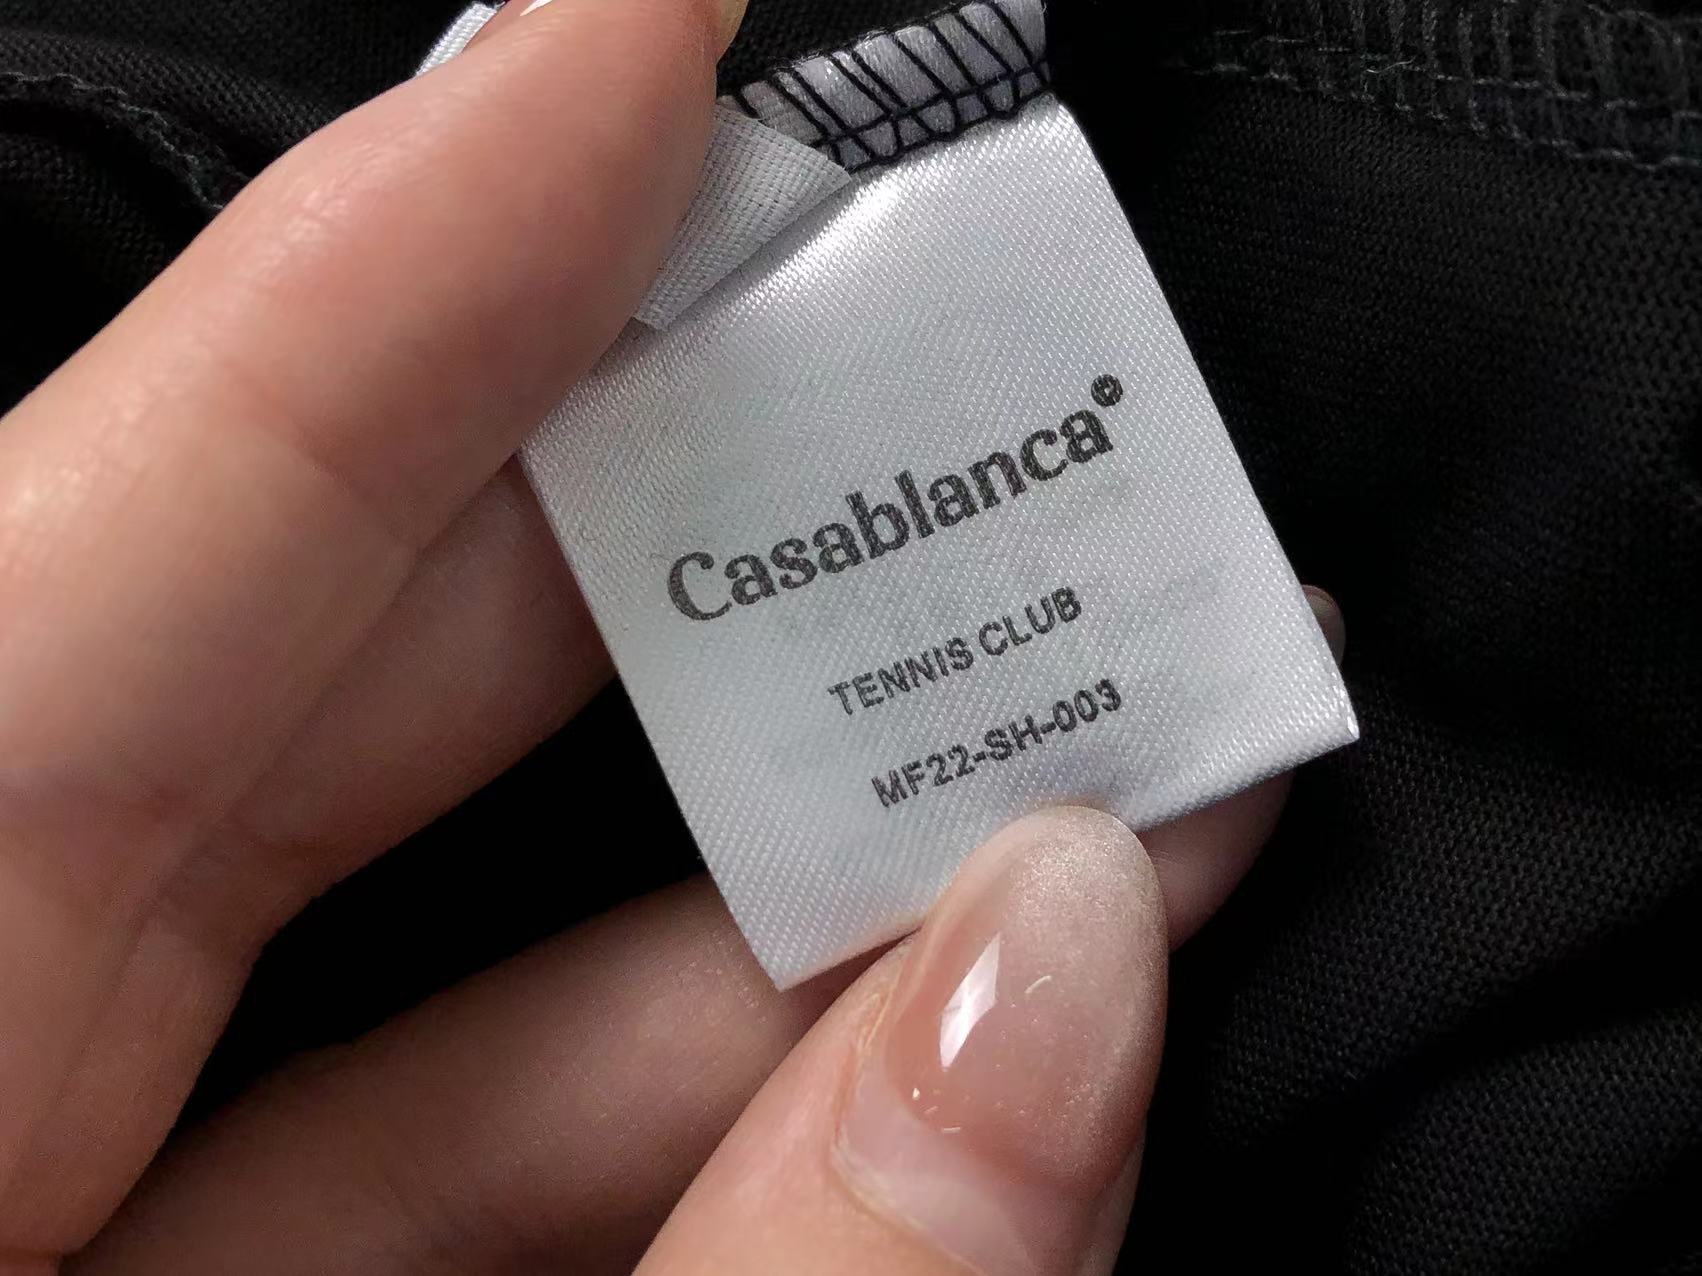 Casablanca®
TENNIS CLUB
MF22-SH-003